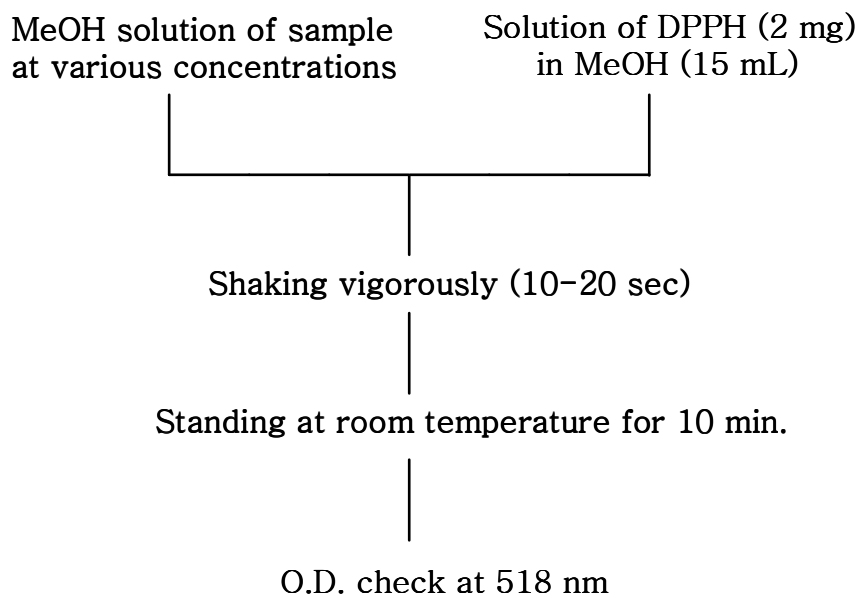 MeOH solution of sample
at various concentrations
Solution of DPPH (2 mg)
in MeOH (15 mL)
Shaking vigorously (10-20 sec)
Standing at room temperature for 10 min.
O.D. check at 518 nm